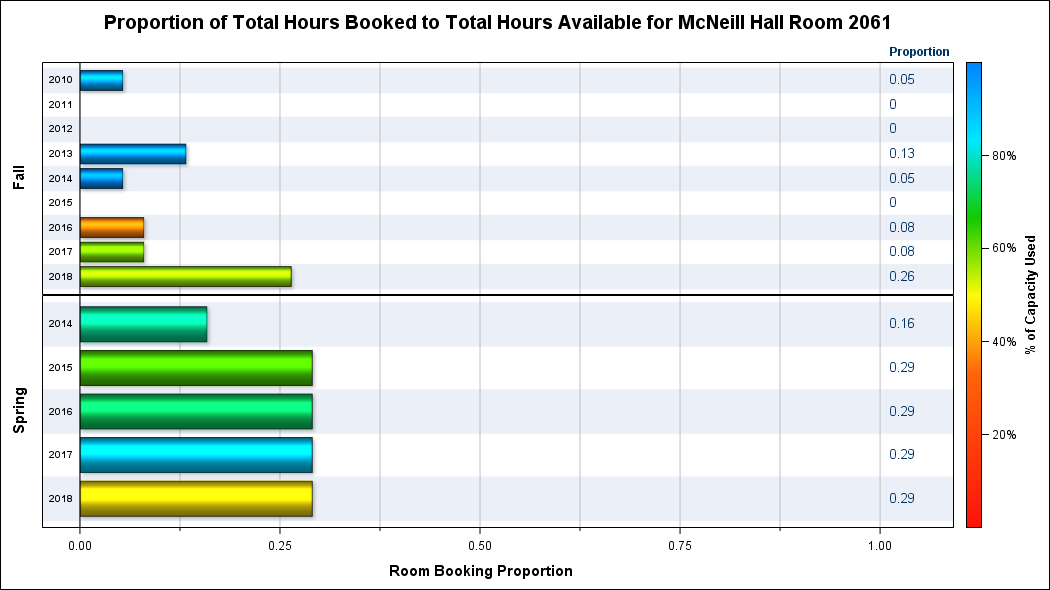 Proportion of Total Hours Booked to Total Hours Available for McNeill Hall Room 2061
Proportion
Fall
2010 0.05
2011 0
2012 0
2013 0.13
2014 0.05
2015 0
2016 0.08
2017 0.08
2018 0.26
Spring
2014 0.16
2015 0.29
2016 0.29
2017 0.29
2018 0.29
0.00 0.25 0.50 0.75 1.00
Room Booking Proportion
80%
60%
40%
20%
% of Capacity Used